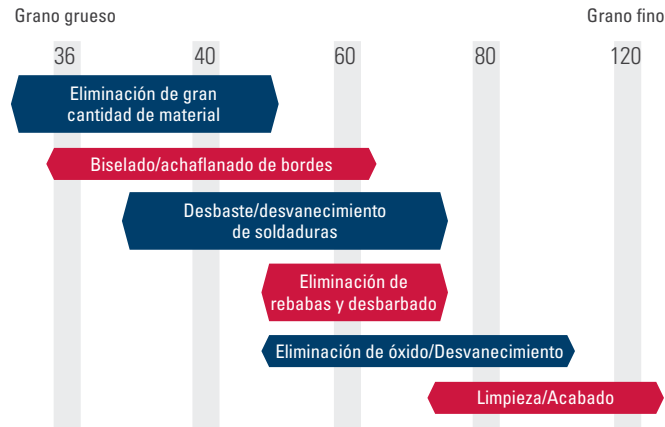 Grano grueso
Grano fino
36
40
60
80
120
Eliminación de gran
cantidad de material
Biselado/achaflanado de bordes
Desbaste/desvanecimiento
de soldaduras
Eliminación de
rebabas y desbarbado
Eliminación de óxido/Desvanecimiento
Limpieza/Acabado